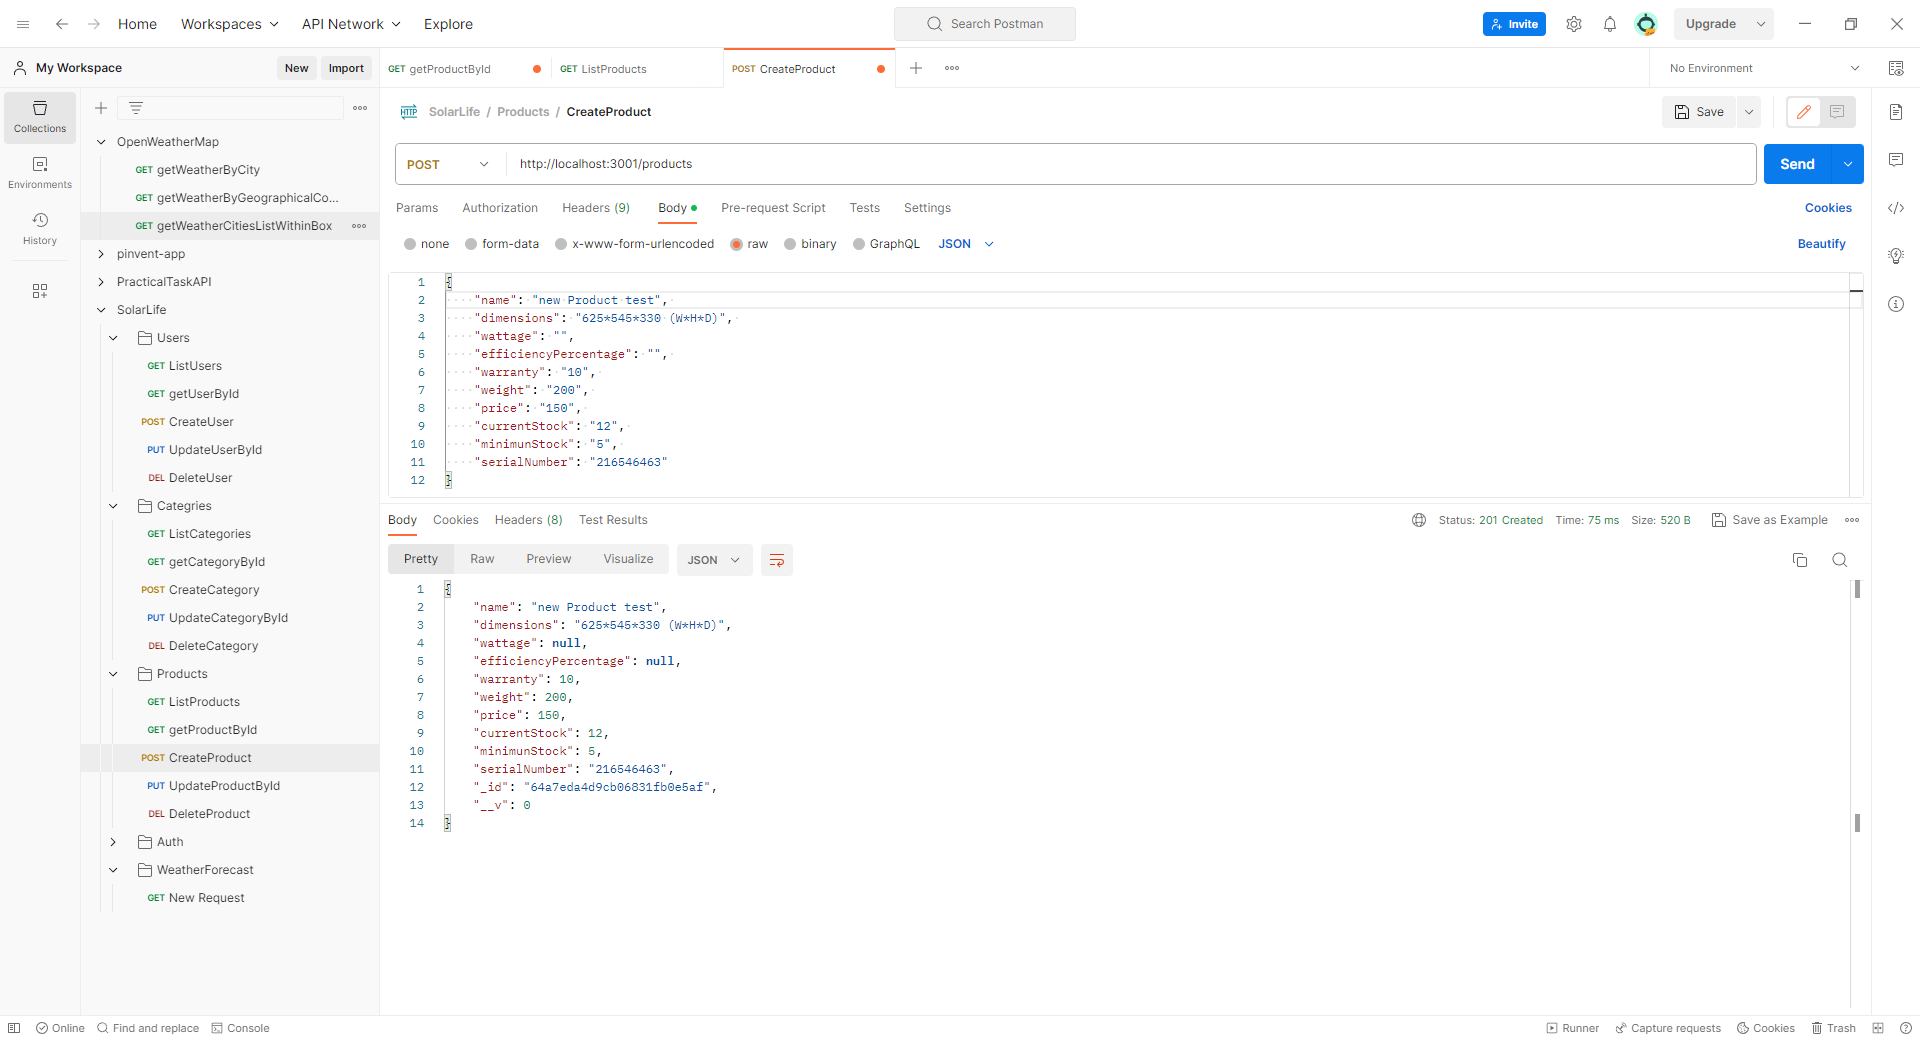 Home Workspaces API Network Explore Search Postman Invite Upgrade
My Workspace New Import
GET getProductById GET ListProducts POST CreateProduct No Environment
Collections
Environments
History
OpenWeatherMap
GET getWeatherByCity
GET getWeatherByGeographicalCo...
GET getWeatherCitiesListWithinBox
pinvent-app
PracticalTaskAPI
SolarLife
Users
GET ListUsers
GET getUserById
POST CreateUser
PUT UpdateUserById
DEL DeleteUser
Categries
GET ListCategories
GET getCategoryById
POST CreateCategory
PUT UpdateCategoryById
DEL DeleteCategory
Products
GET ListProducts
GET getProductById
POST CreateProduct
PUT UpdateProductById
DEL DeleteProduct
Auth
WeatherForecast
GET New Request
HTTP SolarLife / Products / CreateProduct Save
POST http://localhost:3001/products Send
Params Authorization Headers (9) Body Pre-request Script Tests Settings Cookies
none form-data x-www-form-urlencoded raw binary GraphQL JSON Beautify
1 {
2 "name": "new Product test",
3 "dimensions": "625*545*330 (W*H*D)",
4 "wattage": "",
5 "efficiencyPercentage": "",
6 "warranty": "10",
7 "weight": "200",
8 "price": "150",
9 "currentStock": "12",
10 "minimunStock": "5",
11 "serialNumber": "216546463"
12 }
Body Cookies Headers (8) Test Results Status: 201 Created Time: 75 ms Size: 520 B Save as Example
Pretty Raw Preview Visualize JSON
1 {
2 "name": "new Product test",
3 "dimensions": "625*545*330 (W*H*D)",
4 "wattage": null,
5 "efficiencyPercentage": null,
6 "warranty": 10,
7 "weight": 200,
8 "price": 150,
9 "currentStock": 12,
10 "minimunStock": 5,
11 "serialNumber": "216546463",
12 "_id": "64a7eda4d9cb06831fb0e5af",
13 "__v": 0
14 }
Online Find and replace Console Runner Capture requests Cookies Trash